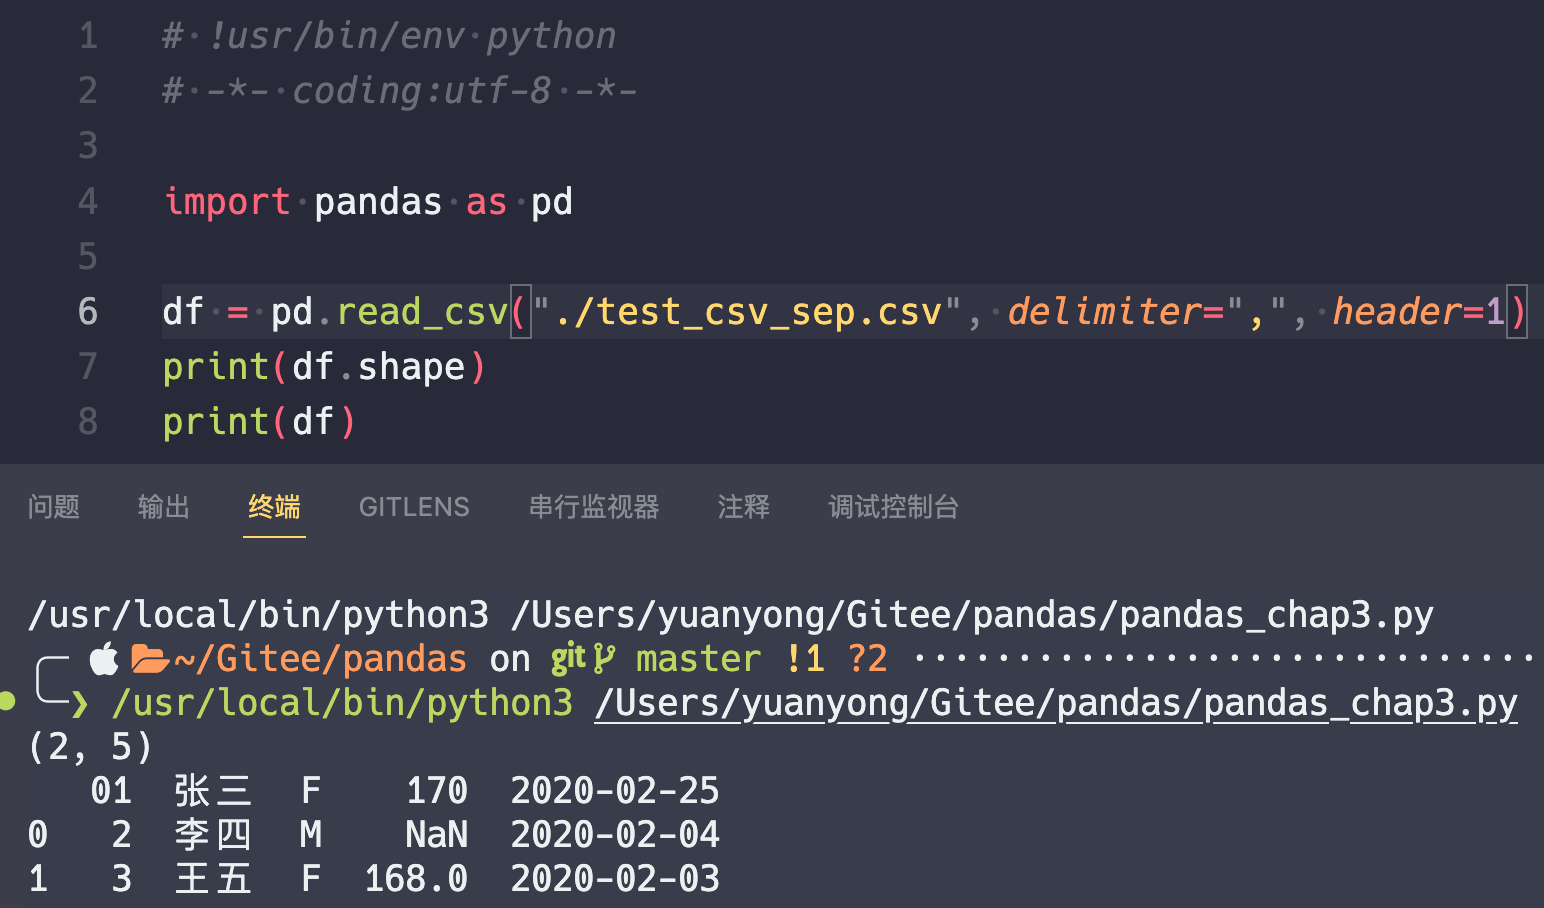 1 # !usr/bin/env python
2 # -*- coding:utf-8 -*-
3
4 import pandas as pd
5
6 df = pd.read_csv("./test_csv_sep.csv", delimiter=",", header=1)
7 print(df.shape)
8 print(df)
问题 输出 终端 GITLENS 串行监视器 注释 调试控制台
/usr/local/bin/python3 /Users/yuanyong/Gitee/pandas/pandas_chap3.py
~/Gitee/pandas on git master !1 ?2 ······························
❯ /usr/local/bin/python3 /Users/yuanyong/Gitee/pandas/pandas_chap3.py
(2, 5)
01 张三 F 170 2020-02-25
0 2 李四 M NaN 2020-02-04
1 3 王五 F 168.0 2020-02-03